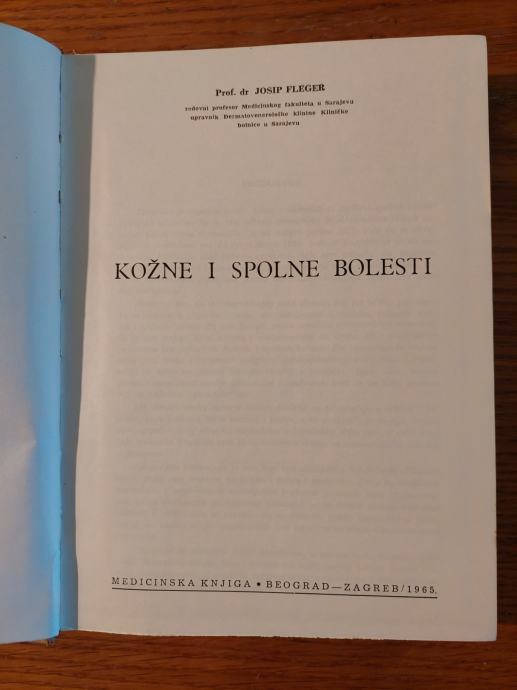 Prof. dr JOSIP FLEGER
redovni profesor Medicinskog fakulteta u Sarajevu
upravnik Dermatovenerološke klinike Kliničke
bolnice u Sarajevu
KOŽNE I SPOLNE BOLESTI
MEDICINSKA KNJIGA • BEOGRAD—ZAGREB/1965.